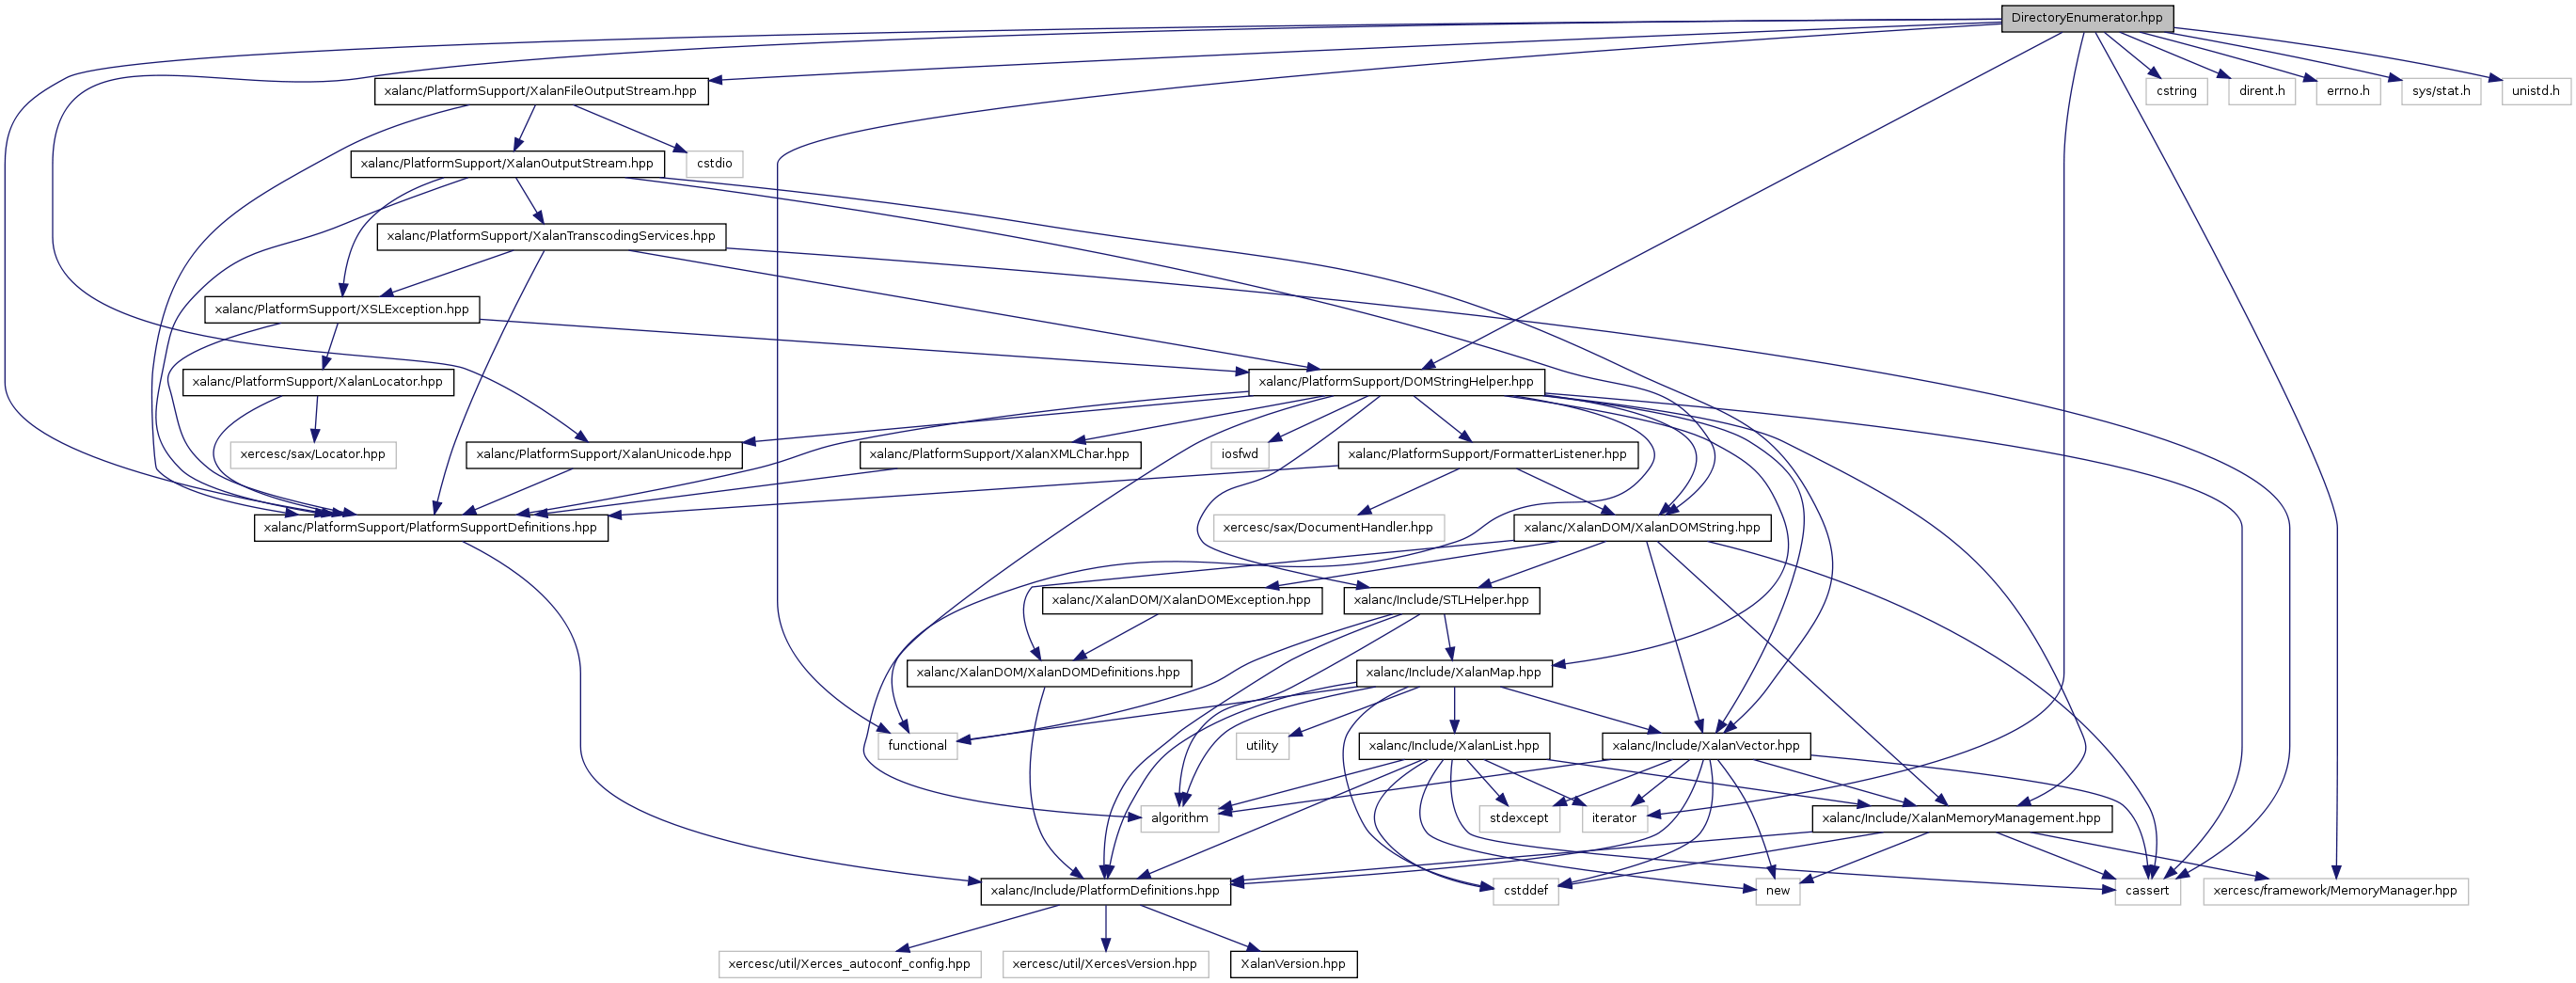 DirectoryEnumerator.hpp
xalanc/PlatformSupport/XalanFileOutputStream.hpp
cstring
dirent.h
errno.h
sys/stat.h
unistd.h
xalanc/PlatformSupport/XalanOutputStream.hpp
cstdio
xalanc/PlatformSupport/XalanTranscodingServices.hpp
xalanc/PlatformSupport/XSLException.hpp
xalanc/PlatformSupport/XalanLocator.hpp
xalanc/PlatformSupport/DOMStringHelper.hpp
xercesc/sax/Locator.hpp
xalanc/PlatformSupport/XalanUnicode.hpp
xalanc/PlatformSupport/XalanXMLChar.hpp
iosfwd
xalanc/PlatformSupport/FormatterListener.hpp
xalanc/PlatformSupport/PlatformSupportDefinitions.hpp
xercesc/sax/DocumentHandler.hpp
xalanc/XalanDOM/XalanDOMString.hpp
xalanc/XalanDOM/XalanDOMException.hpp
xalanc/Include/STLHelper.hpp
xalanc/XalanDOM/XalanDOMDefinitions.hpp
xalanc/Include/XalanMap.hpp
functional
utility
xalanc/Include/XalanList.hpp
xalanc/Include/XalanVector.hpp
algorithm
stdexcept
iterator
xalanc/Include/XalanMemoryManagement.hpp
xalanc/Include/PlatformDefinitions.hpp
cstddef
new
cassert
xercesc/framework/MemoryManager.hpp
xercesc/util/Xerces_autoconf_config.hpp
xercesc/util/XercesVersion.hpp
XalanVersion.hpp